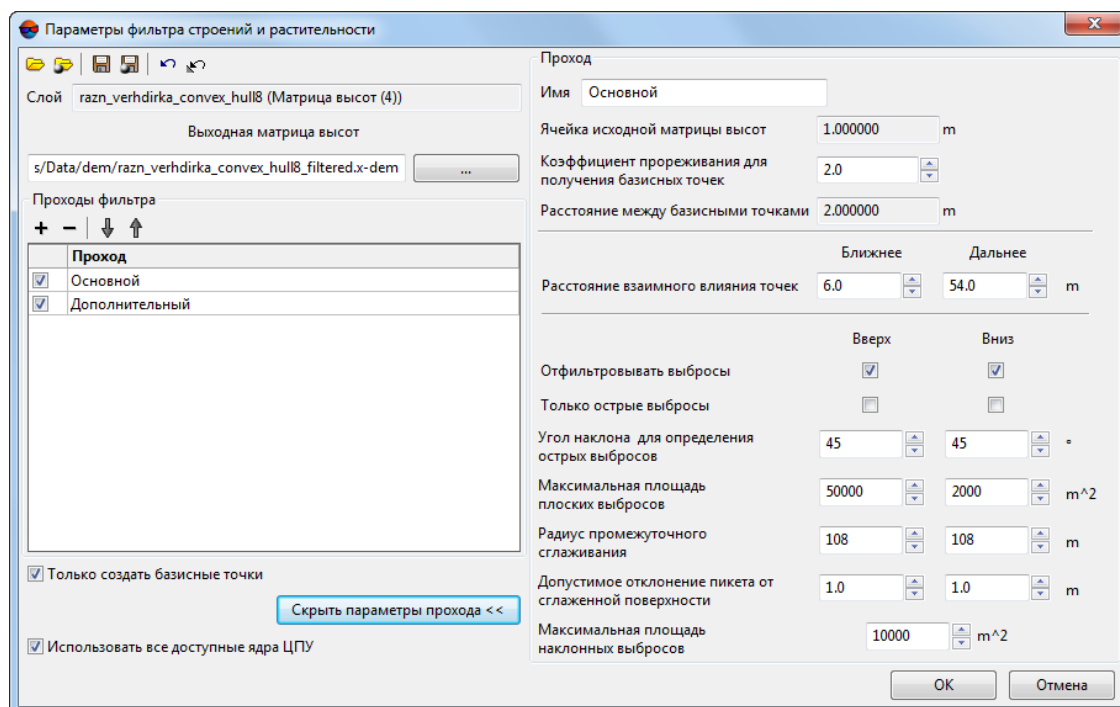 Параметры фильтра строений и растительности
Слой razn_verhdirka_convex_hull8 (Матрица высот (4))
Выходная матрица высот
s/Data/dem/razn_verhdirka_convex_hull8_filtered.x-dem ...
Проходы фильтра
Проход
Основной
Дополнительный
Только создать базисные точки
Скрыть параметры прохода <<
Использовать все доступные ядра ЦПУ
Проход
Имя Основной
Ячейка исходной матрицы высот 1.000000 m
Коэффициент прореживания для
получения базисных точек 2.0
Расстояние между базисными точками 2.000000 m
Ближнее Дальнее
Расстояние взаимного влияния точек 6.0 54.0 m
Вверх Вниз
Отфильтровывать выбросы
Только острые выбросы
Угол наклона для определения
острых выбросов 45 45 °
Максимальная площадь
плоских выбросов 50000 2000 m^2
Радиус промежуточного
сглаживания 108 108 m
Допустимое отклонение пикета от
сглаженной поверхности 1.0 1.0 m
Максимальная площадь
наклонных выбросов 10000 m^2
OK Отмена